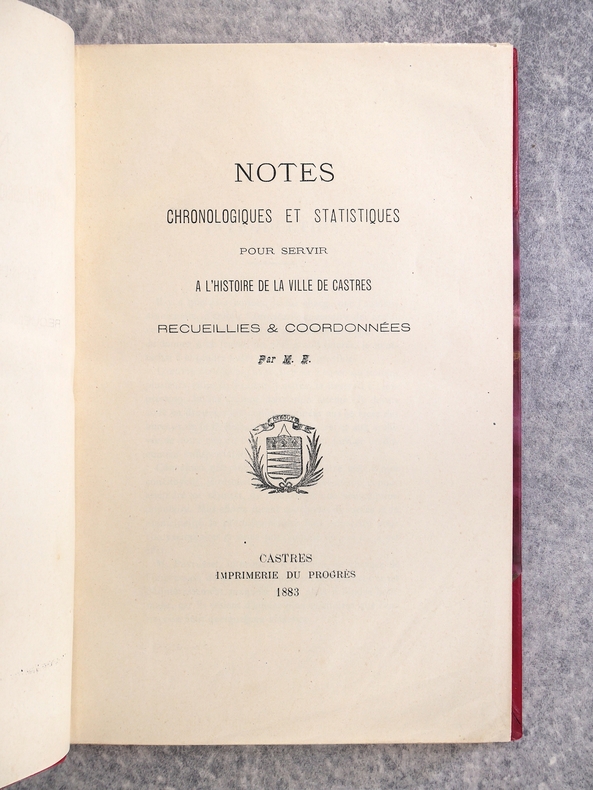 NOTES
CHRONOLOGIQUES ET STATISTIQUES
POUR SERVIR
A L'HISTOIRE DE LA VILLE DE CASTRES
RECUEILLIES & COORDONNÉES
Par M. E.
DEBOUT
CASTRES
IMPRIMERIE DU PROGRÈS
1883